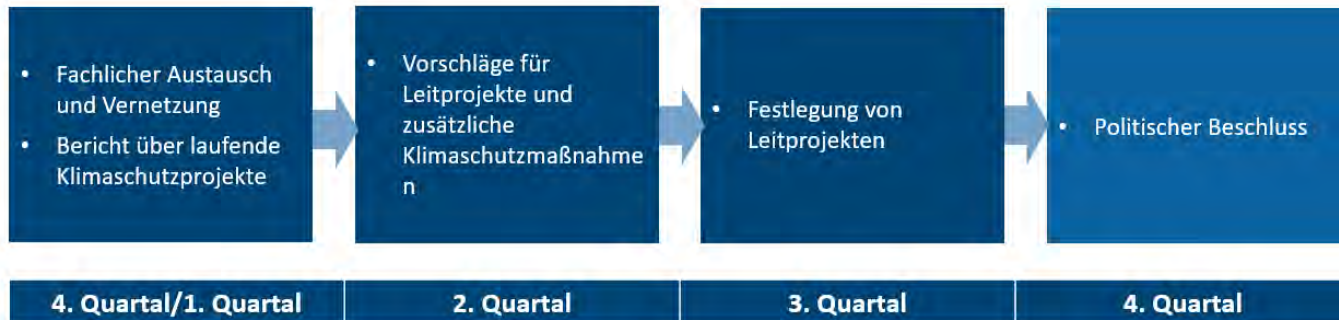 • Fachlicher Austausch
und Vernetzung
• Bericht über laufende
Klimaschutzprojekte
• Vorschläge für
Leitprojekte und
zusätzliche
Klimaschutzmaßnahme
n
• Festlegung von
Leitprojekten
• Politischer Beschluss
4. Quartal/1. Quartal
2. Quartal
3. Quartal
4. Quartal